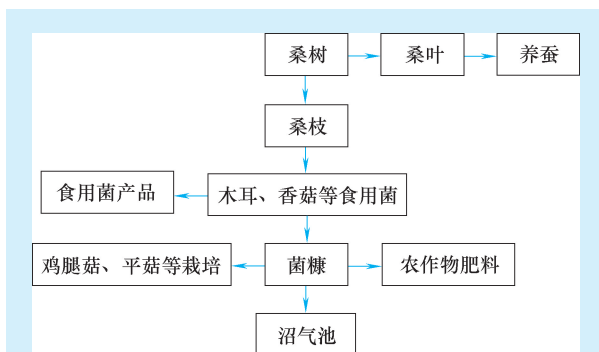 桑树
桑叶
养蚕
桑枝
食用菌产品
木耳、香菇等食用菌
鸡腿菇、平菇等栽培
菌糠
农作物肥料
沼气池